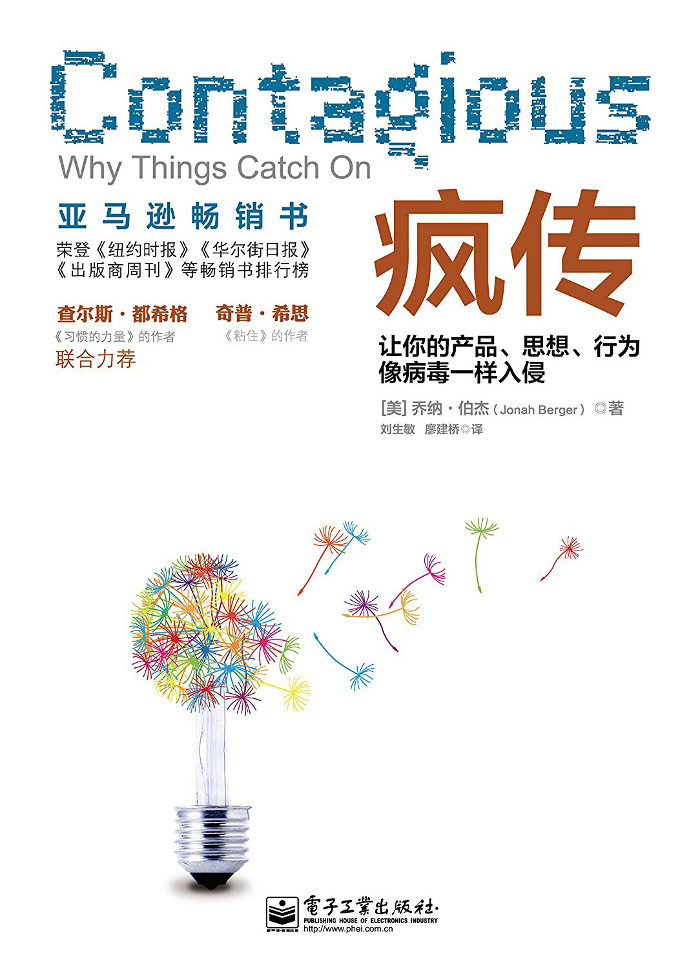 Contagious
Why Things Catch On
疯传
亚马逊畅销书
荣登《纽约时报》《华尔街日报》
《出版商周刊》等畅销书排行榜
查尔斯·都希格 奇普·希思
《习惯的力量》的作者 《粘住》的作者
联合力荐
让你的产品、思想、行为
像病毒一样入侵
[美] 乔纳·伯杰 (Jonah Berger) ◎著
刘生敏 廖建桥◎译
PHEI
電子工業出版社·
PUBLISHING HOUSE OF ELECTRONICS INDUSTRY
http://www.phei.com.cn